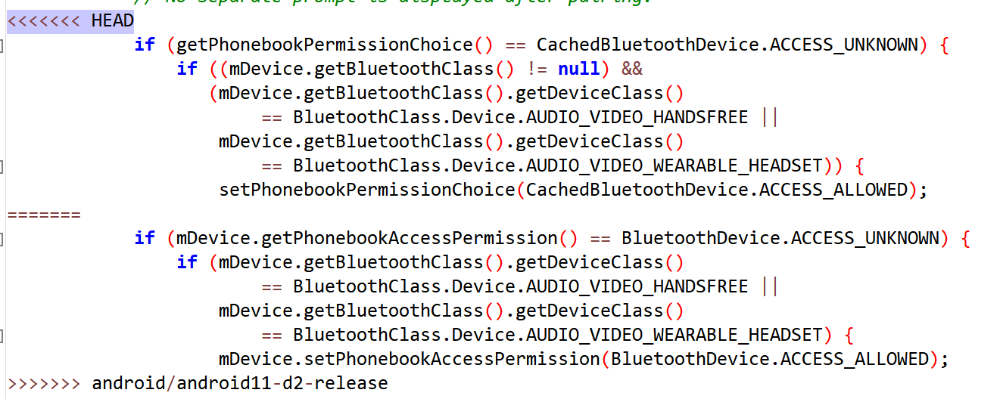 // No separate prompt is displayed after pairing.
<<<<<<< HEAD
            if (getPhonebookPermissionChoice() == CachedBluetoothDevice.ACCESS_UNKNOWN) {
                if ((mDevice.getBluetoothClass() != null) &&
                   (mDevice.getBluetoothClass().getDeviceClass()
                        == BluetoothClass.Device.AUDIO_VIDEO_HANDSFREE ||
                    mDevice.getBluetoothClass().getDeviceClass()
                        == BluetoothClass.Device.AUDIO_VIDEO_WEARABLE_HEADSET)) {
                    setPhonebookPermissionChoice(CachedBluetoothDevice.ACCESS_ALLOWED);
=======
            if (mDevice.getPhonebookAccessPermission() == BluetoothDevice.ACCESS_UNKNOWN) {
                if (mDevice.getBluetoothClass().getDeviceClass()
                        == BluetoothClass.Device.AUDIO_VIDEO_HANDSFREE ||
                    mDevice.getBluetoothClass().getDeviceClass()
                        == BluetoothClass.Device.AUDIO_VIDEO_WEARABLE_HEADSET) {
                    mDevice.setPhonebookAccessPermission(BluetoothDevice.ACCESS_ALLOWED);
>>>>>>> android/android11-d2-release